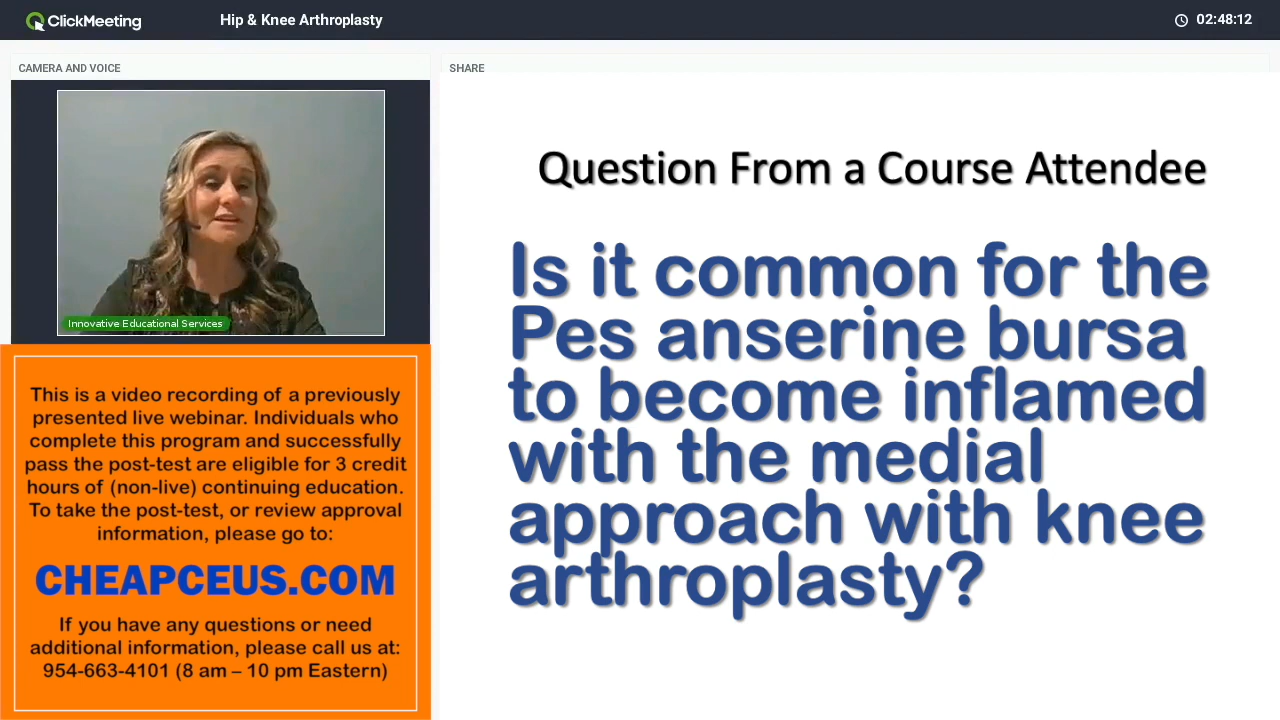 ClickMeeting
Hip & Knee Arthroplasty
02:48:12
CAMERA AND VOICE
Innovative Educational Services
This is a video recording of a previously
presented live webinar. Individuals who
complete this program and successfully
pass the post-test are eligible for 3 credit
hours of (non-live) continuing education.
To take the post-test, or review approval
information, please go to:
CHEAPCEUS.COM
If you have any questions or need
additional information, please call us at:
954-663-4101 (8 am – 10 pm Eastern)
SHARE
Question From a Course Attendee
Is it common for the
Pes anserine bursa
to become inflamed
with the medial
approach with knee
arthroplasty?